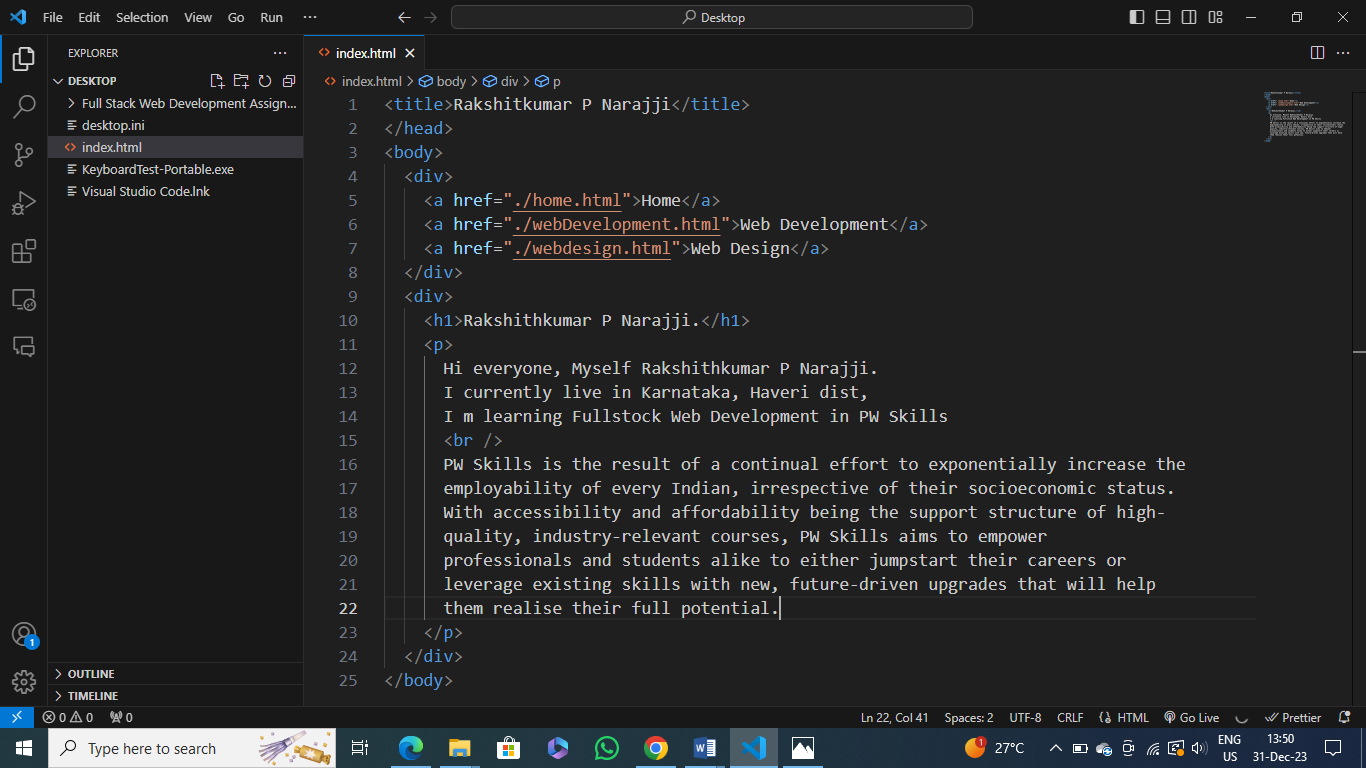 File Edit Selection View Go Run ··· Desktop
EXPLORER ···
DESKTOP
Full Stack Web Development Assign...
desktop.ini
index.html
KeyboardTest-Portable.exe
Visual Studio Code.lnk
OUTLINE
TIMELINE
index.html
index.html > body > div > p
1 <title>Rakshitkumar P Narajji</title>
2 </head>
3 <body>
4 <div>
5 <a href="./home.html">Home</a>
6 <a href="./webDevelopment.html">Web Development</a>
7 <a href="./webdesign.html">Web Design</a>
8 </div>
9 <div>
10 <h1>Rakshithkumar P Narajji.</h1>
11 <p>
12 Hi everyone, Myself Rakshithkumar P Narajji.
13 I currently live in Karnataka, Haveri dist,
14 I m learning Fullstock Web Development in PW Skills
15 <br />
16 PW Skills is the result of a continual effort to exponentially increase the
17 employability of every Indian, irrespective of their socioeconomic status.
18 With accessibility and affordability being the support structure of high-
19 quality, industry-relevant courses, PW Skills aims to empower
20 professionals and students alike to either jumpstart their careers or
21 leverage existing skills with new, future-driven upgrades that will help
22 them realise their full potential.
23 </p>
24 </div>
25 </body>
1
0 0 0 Ln 22, Col 41 Spaces: 2 UTF-8 CRLF {} HTML Go Live Prettier
Type here to search 1 27°C ENG US 13:50 31-Dec-23